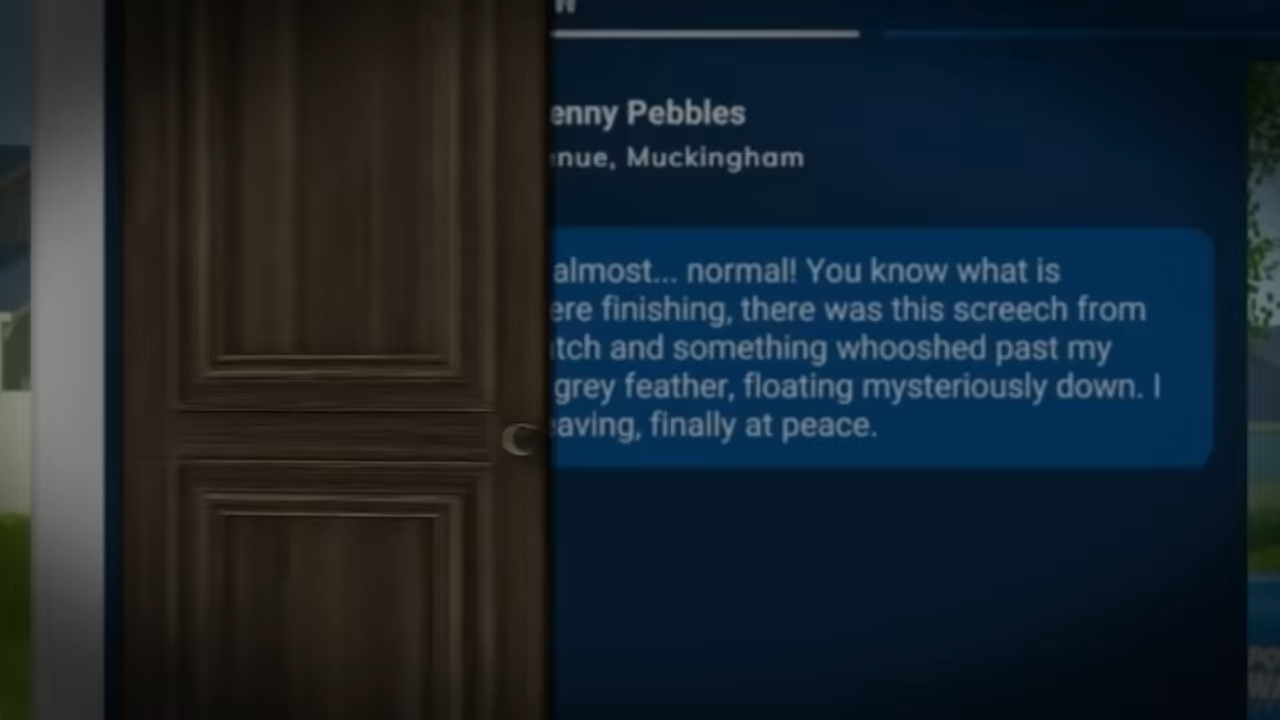 enny Pebbles
enue, Muckingham
almost... normal! You know what is
ere finishing, there was this screech from
tch and something whooshed past my
grey feather, floating mysteriously down. I
eaving, finally at peace.